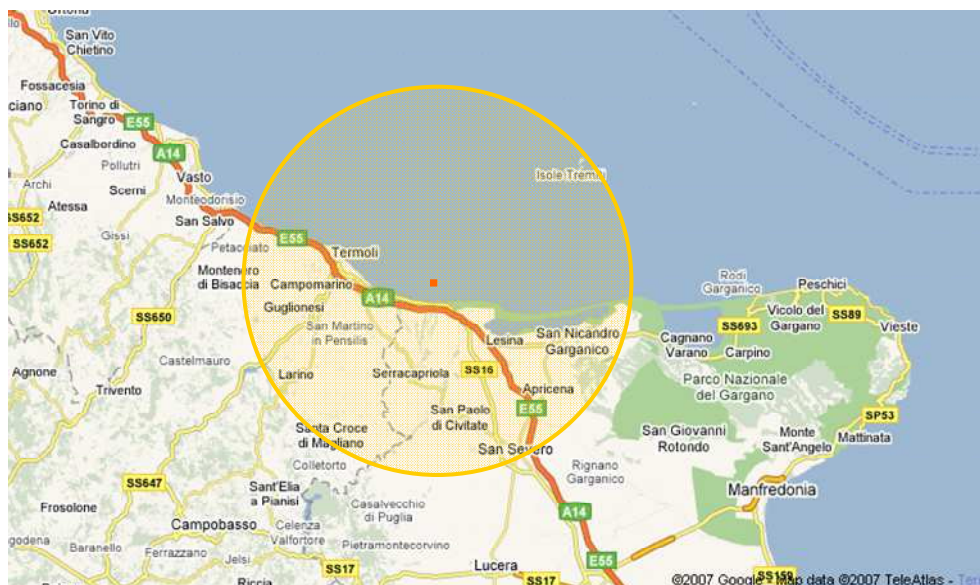 Ortona
San Vito
Chietino
Fossacesia
Torino di
Sangro
E55
Casalbordino
A14
Pollutri
Archi
Scerni
Vasto
Monteodorisio
Atessa
SS652
Gissi
San Salvo
SS652
Petacciato
E55
Termoli
Isole Tremiti
Montenero
di Bisaccia
Campomarino
A14
Guglionesi
SS650
San Martino
in Pensilis
Castelmauro
Agnone
Trivento
Larino
Serracapriola
Lesina
SS16
San Nicandro
Garganico
Apricena
E55
San Paolo
di Civitate
Santa Croce
di Magliano
San Severo
Colletorto
Rodi
Garganico
Peschici
SS693
Vicolo del
Gargano
SS89
Vieste
Cagnano
Varano
Carpino
Parco Nazionale
del Gargano
SP53
San Giovanni
Rotondo
Monte
Sant'Angelo
Mattinata
Rignano
Garganico
Manfredonia
SS647
Sant'Elia
a Pianisi
Frosolone
Campobasso
Celenza
Valfortore
Casalvecchio
di Puglia
A14
Baranello
Ferrazzano
Jelsi
Pietramontecorvino
Riccia
Lucera
E55
SS17
SS17
SS159
©2007 Google - Map data ©2007 TeleAtlas -